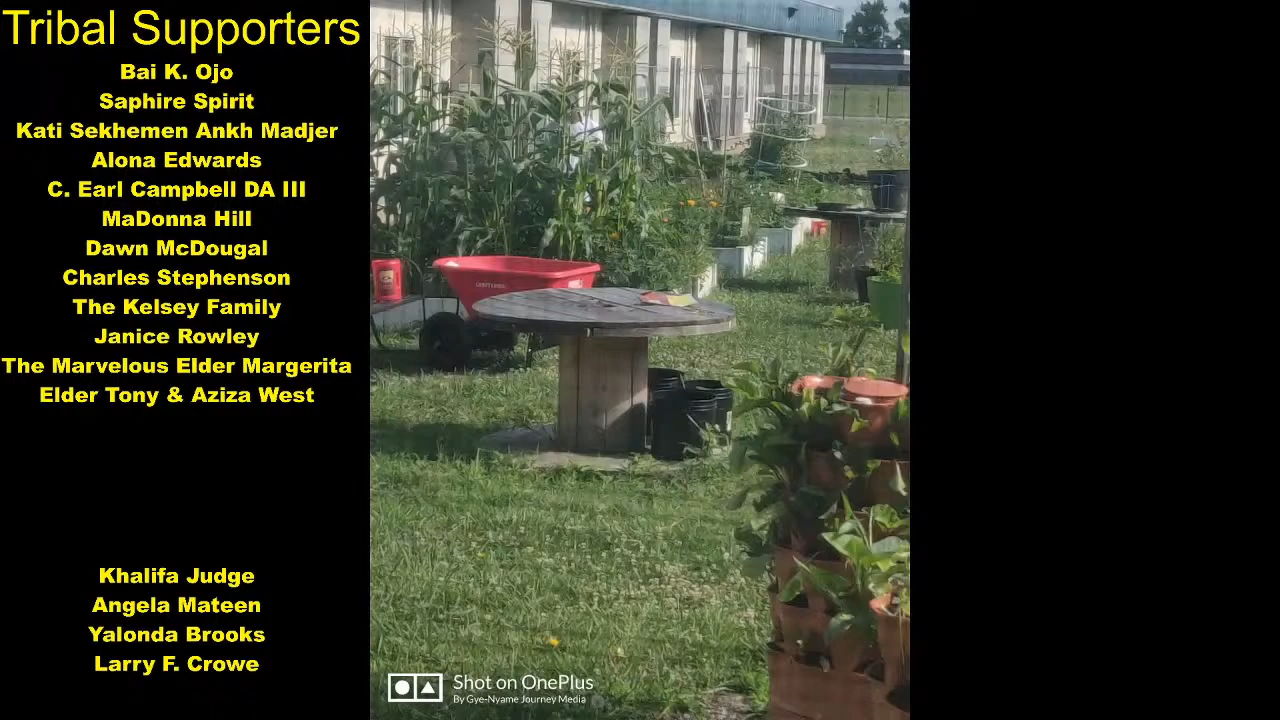 Tribal Supporters
Bai K. Ojo
Saphire Spirit
Kati Sekhemen Ankh Madjer
Alona Edwards
C. Earl Campbell DA III
MaDonna Hill
Dawn McDougal
Charles Stephenson
The Kelsey Family
Janice Rowley
The Marvelous Elder Margerita
Elder Tony & Aziza West
Khalifa Judge
Angela Mateen
Yalonda Brooks
Larry F. Crowe
Shot on OnePlus
By Gye-Nyame Journey Media